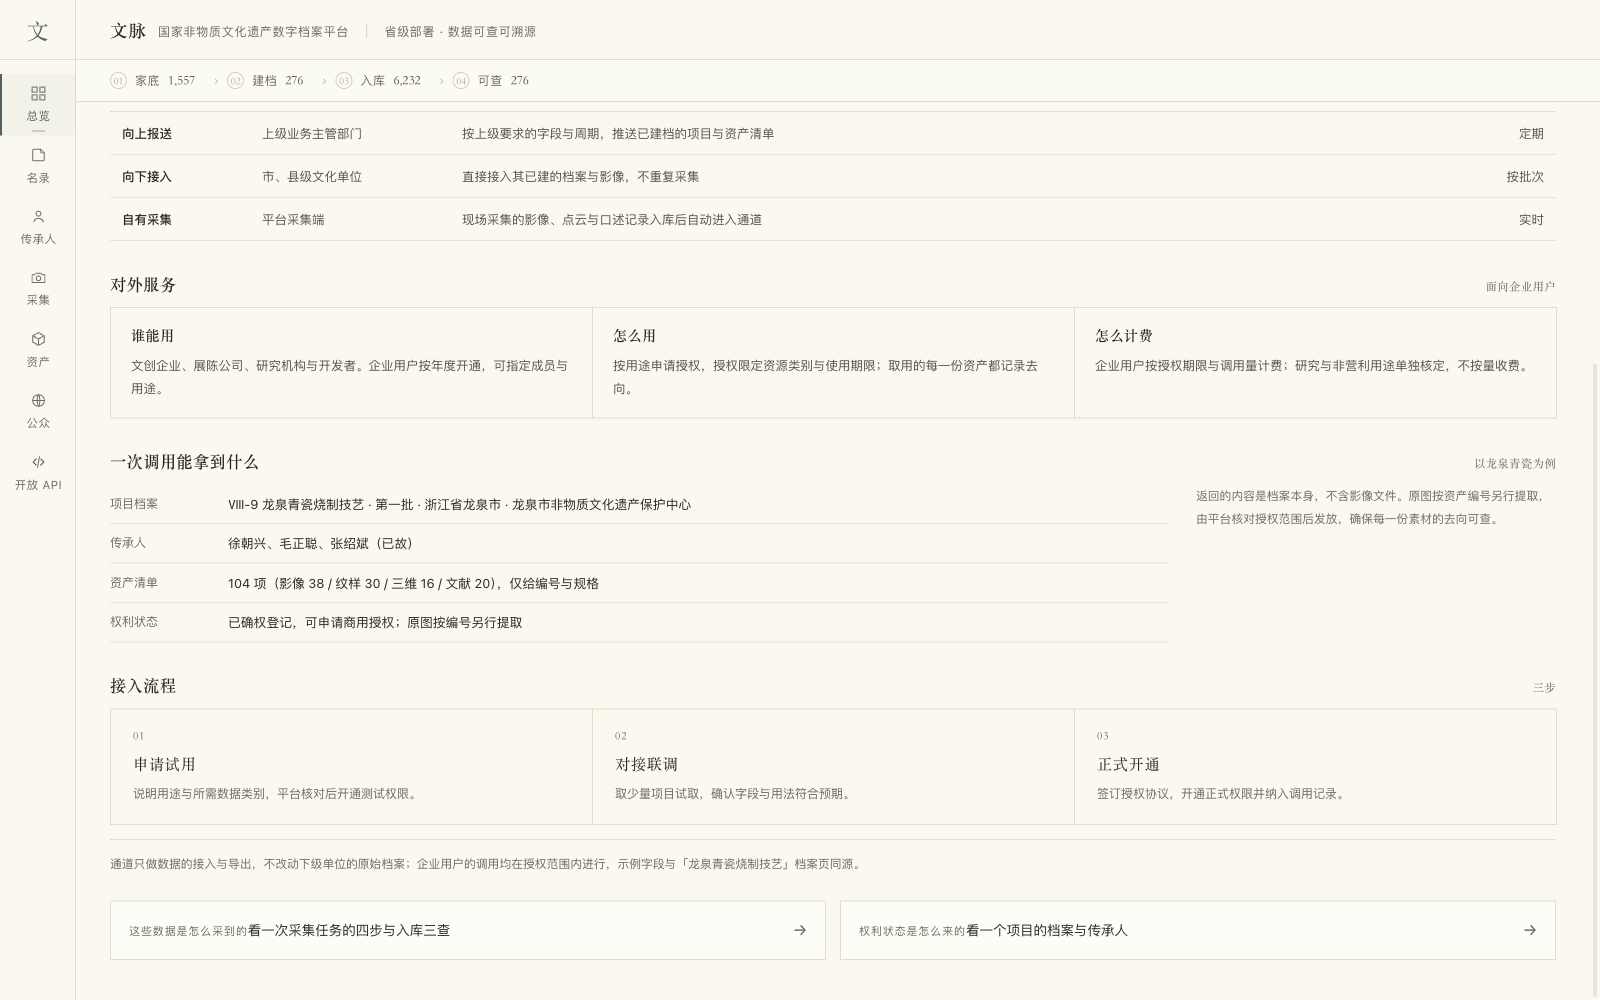 文
文脉 国家非物质文化遗产数字档案平台 省级部署 · 数据可查可溯源
01 家底 1,557 › 02 建档 276 › 03 入库 6,232 › 04 可查 276
总览
名录
传承人
采集
资产
公众
开放 API
向上报送 上级业务主管部门 按上级要求的字段与周期，推送已建档的项目与资产清单 定期
向下接入 市、县级文化单位 直接接入其已建的档案与影像，不重复采集 按批次
自有采集 平台采集端 现场采集的影像、点云与口述记录入库后自动进入通道 实时
对外服务 面向企业用户
谁能用
文创企业、展陈公司、研究机构与开发者。企业用户按年度开通，可指定成员与
用途。
怎么用
按用途申请授权，授权限定资源类别与使用期限；取用的每一份资产都记录去
向。
怎么计费
企业用户按授权期限与调用量计费；研究与非营利用途单独核定，不按量收费。
一次调用能拿到什么 以龙泉青瓷为例
项目档案 VIII-9 龙泉青瓷烧制技艺 · 第一批 · 浙江省龙泉市 · 龙泉市非物质文化遗产保护中心
传承人 徐朝兴、毛正聪、张绍斌（已故）
资产清单 104 项（影像 38 / 纹样 30 / 三维 16 / 文献 20），仅给编号与规格
权利状态 已确权登记，可申请商用授权；原图按编号另行提取
返回的内容是档案本身，不含影像文件。原图按资产编号另行提取，
由平台核对授权范围后发放，确保每一份素材的去向可查。
接入流程 三步
01
申请试用
说明用途与所需数据类别，平台核对后开通测试权限。
02
对接联调
取少量项目试取，确认字段与用法符合预期。
03
正式开通
签订授权协议，开通正式权限并纳入调用记录。
通道只做数据的接入与导出，不改动下级单位的原始档案；企业用户的调用均在授权范围内进行，示例字段与「龙泉青瓷烧制技艺」档案页同源。
这些数据是怎么采到的看一次采集任务的四步与入库三查 →
权利状态是怎么来的看一个项目的档案与传承人 →